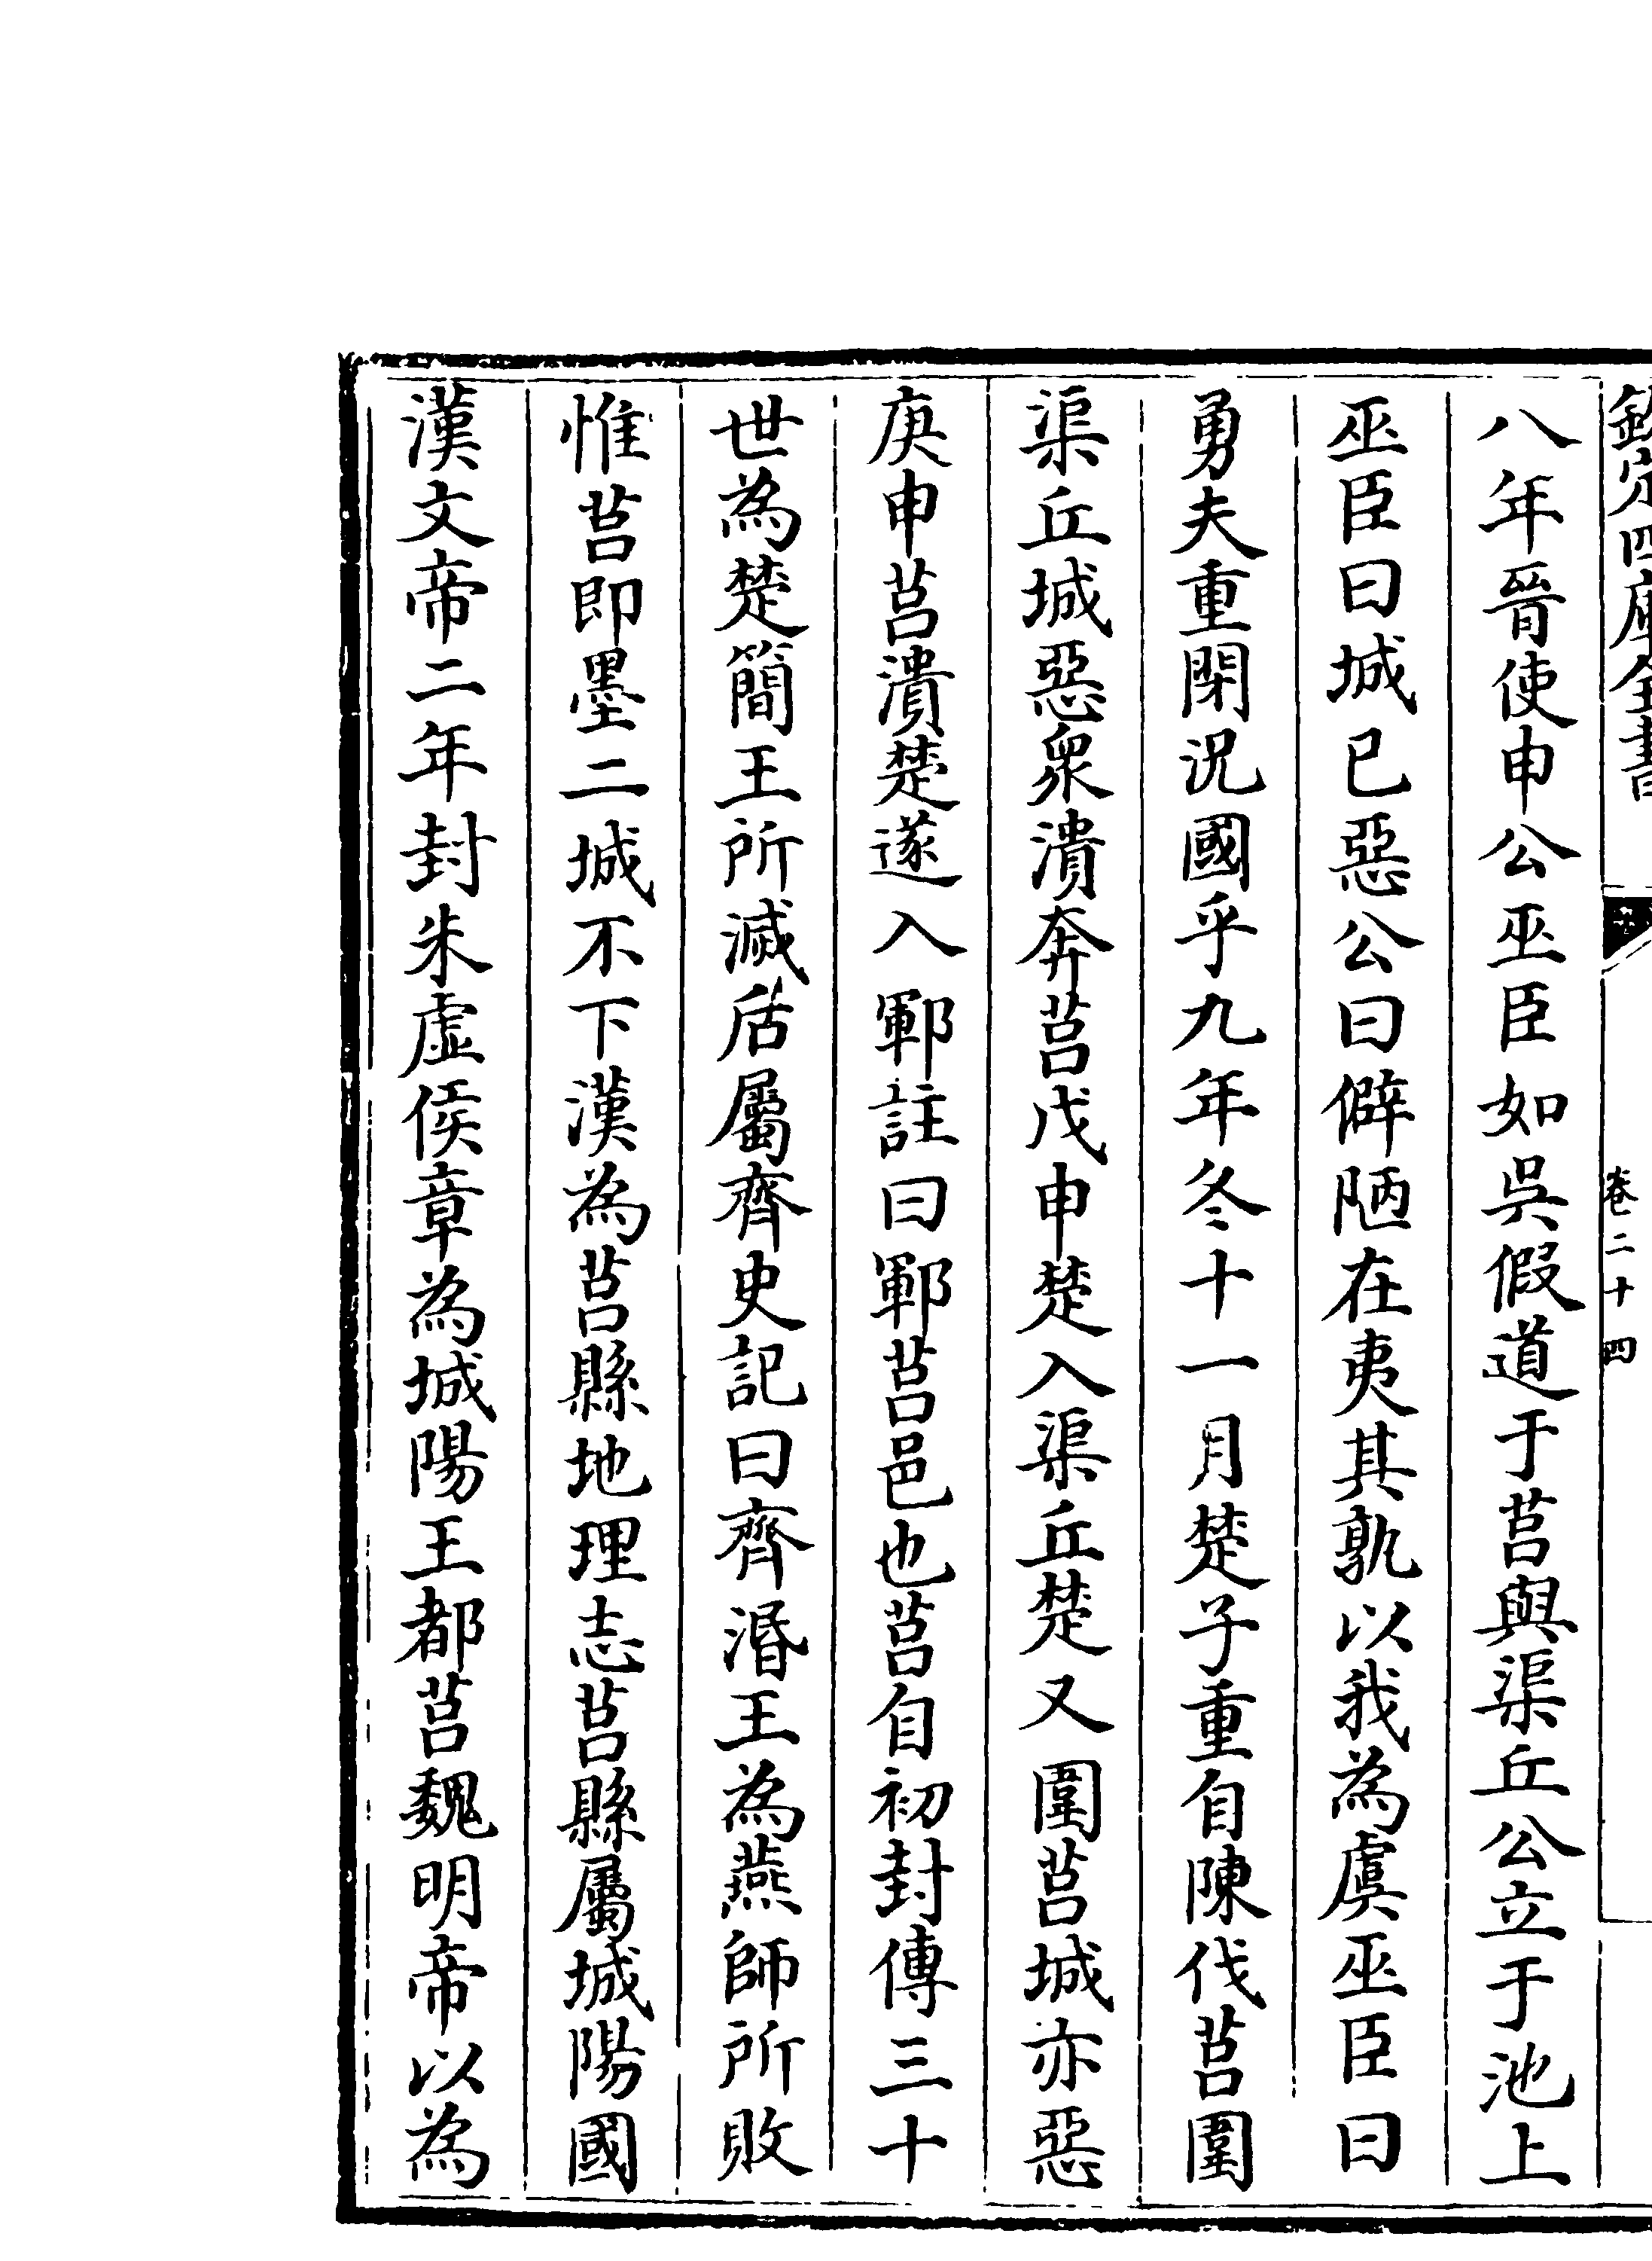 欽定四庫全書
卷二十四
八年晉使申公巫臣如吳假道于莒與渠丘公立于池上
巫臣曰城已惡公曰僻陋在夷其孰以我為虞巫臣曰
勇夫重閉況國乎九年冬十一月楚子重自陳伐莒圍
渠丘城惡衆潰奔莒戊申楚入渠丘楚又圍莒城亦惡
庚申莒潰楚遂入鄆註曰鄆莒邑也莒自初封傳三十
世為楚簡王所滅後屬齊史記曰齊湣王為燕師所敗
惟莒即墨二城不下漢為莒縣地理志莒縣屬城陽國
漢文帝二年封朱虛侯章為城陽王都莒魏明帝以為